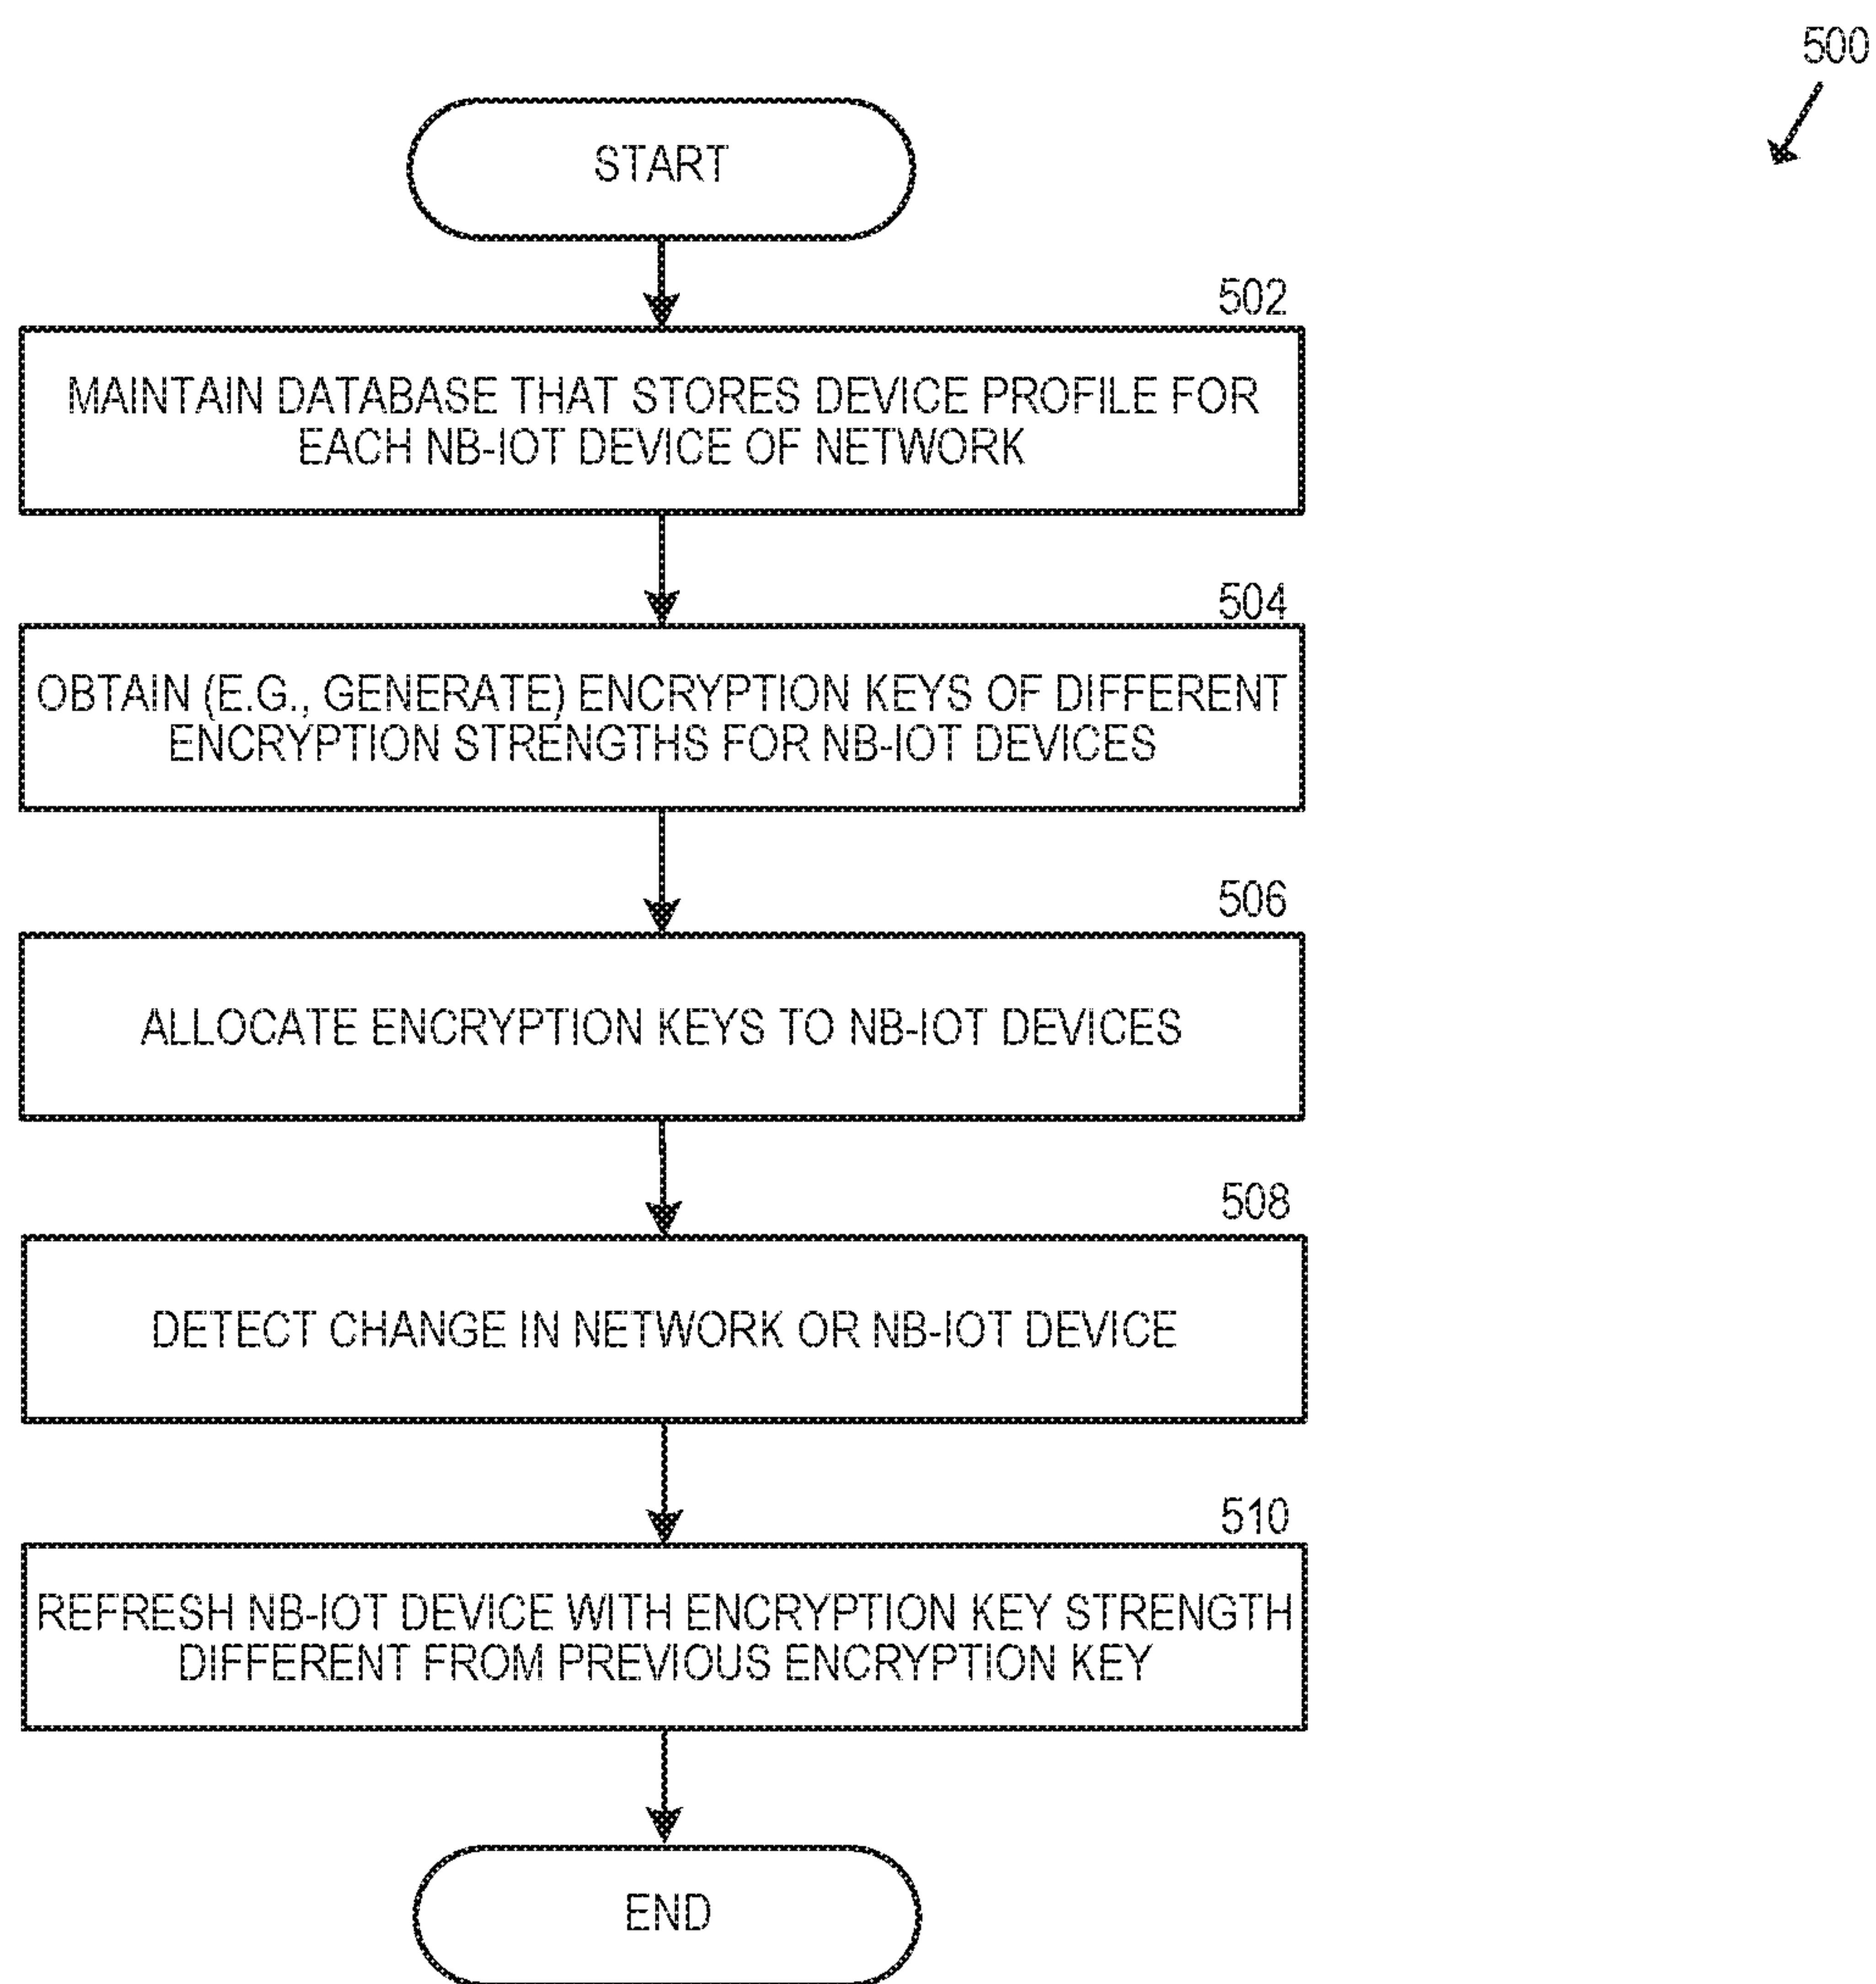 500
START
502
MAINTAIN DATABASE THAT STORES DEVICE PROFILE FOR
EACH NB-IOT DEVICE OF NETWORK
504
OBTAIN (E.G., GENERATE) ENCRYPTION KEYS OF DIFFERENT
ENCRYPTION STRENGTHS FOR NB-IOT DEVICES
506
ALLOCATE ENCRYPTION KEYS TO NB-IOT DEVICES
508
DETECT CHANGE IN NETWORK OR NB-IOT DEVICE
510
REFRESH NB-IOT DEVICE WITH ENCRYPTION KEY STRENGTH
DIFFERENT FROM PREVIOUS ENCRYPTION KEY
END